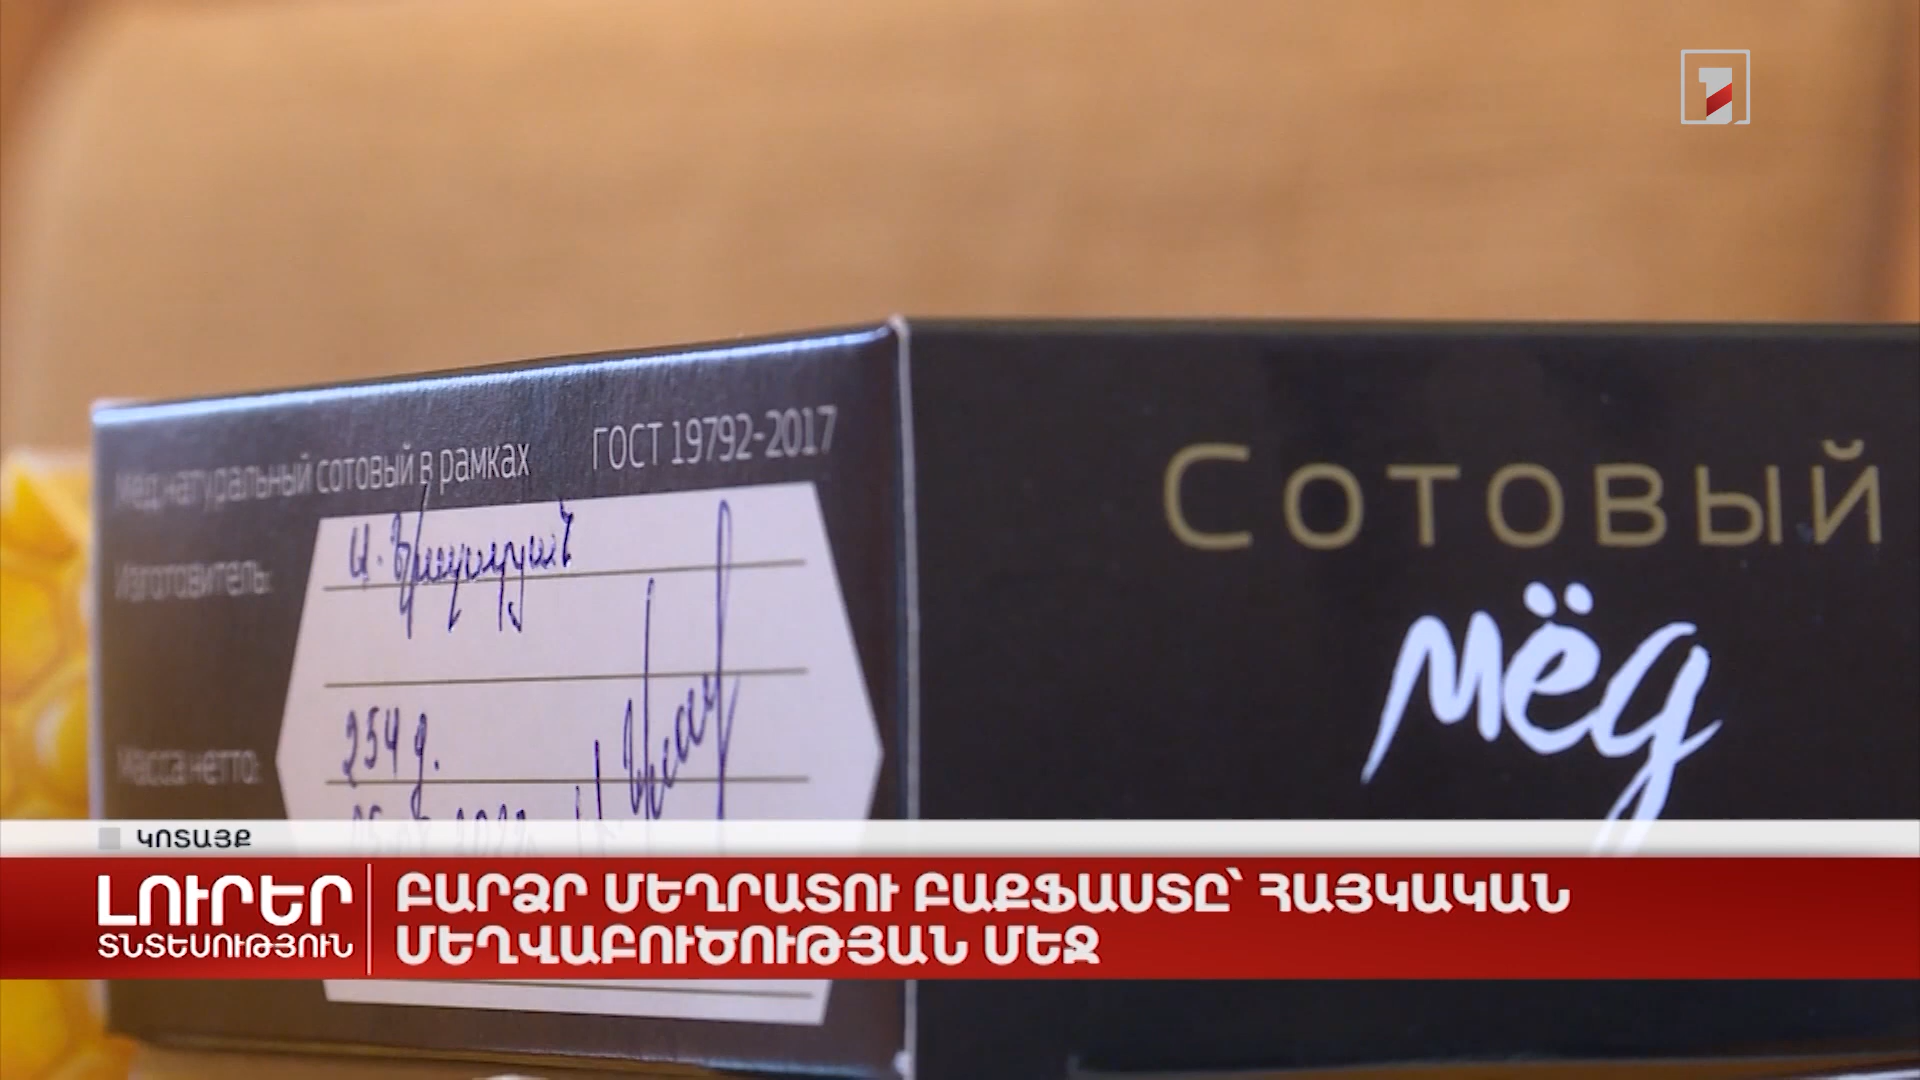 Мёд натуральный сотовый в рамках ГОСТ 19792-2017
Изготовитель:
Масса нетто:
254 գ.
Сотовый
мёд
ԿՈՏԱՅՔ
ԼՈՒՐԵՐ
ՏՆՏԵՍՈՒԹՅՈՒՆ
ԲԱՐՁՐ ՄԵՂՐԱՏՈՒ ԲԱՔՖԱՍՏԸ՝ ՀԱՅԿԱԿԱՆ
ՄԵՂՎԱԲՈՒԾՈՒԹՅԱՆ ՄԵՋ